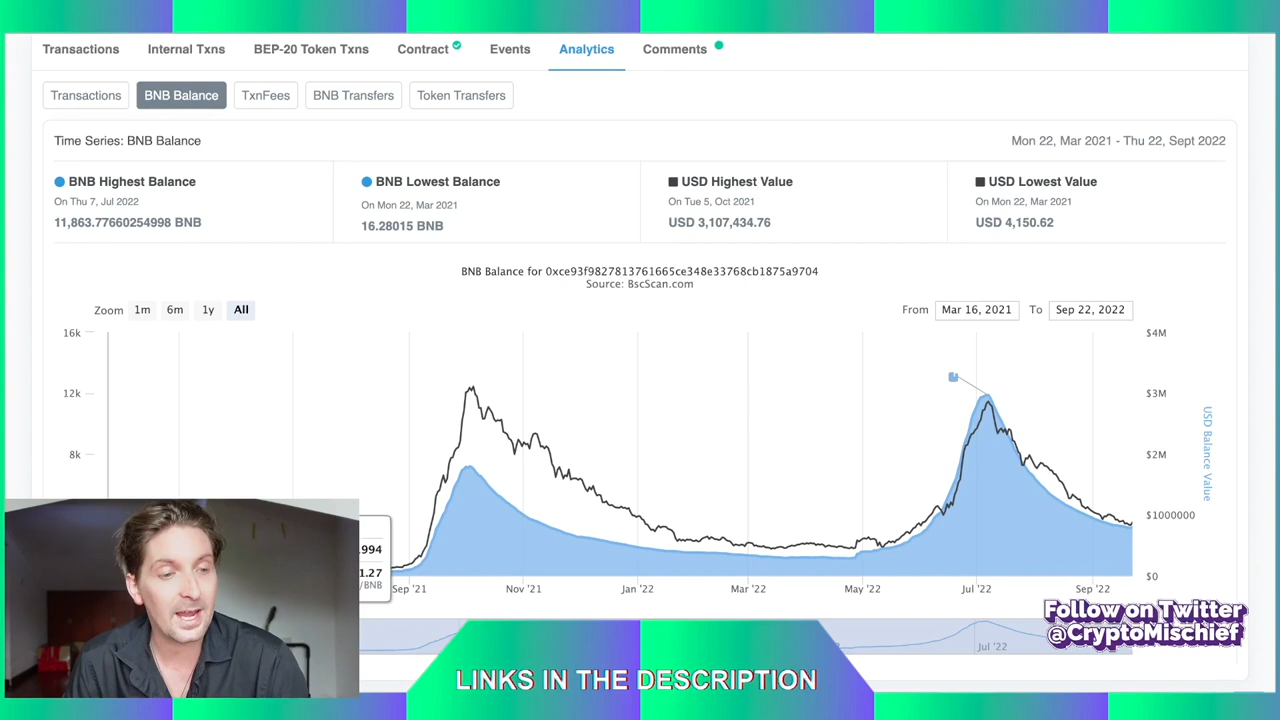 Transactions Internal Txns BEP-20 Token Txns Contract Events Analytics Comments
Transactions BNB Balance TxnFees BNB Transfers Token Transfers
Time Series: BNB Balance Mon 22, Mar 2021 - Thu 22, Sept 2022
BNB Highest Balance BNB Lowest Balance USD Highest Value USD Lowest Value
On Thu 7, Jul 2022 On Mon 22, Mar 2021 On Tue 5, Oct 2021 On Mon 22, Mar 2021
11,863.77660254998 BNB 16.28015 BNB USD 3,107,434.76 USD 4,150.62
BNB Balance for 0xce93f9827813761665ce348e33768cb1875a9704
Source: BscScan.com
Zoom 1m 6m 1y All From Mar 16, 2021 To Sep 22, 2022
16k $4M
12k $3M
8k $2M
USD Balance Value
$1000000
.994
1.27
/BNB
$0
Sep '21 Nov '21 Jan '22 Mar '22 May '22 Jul '22 Sep '22
Jul '22
Follow on Twitter
@CryptoMischief
LINKS IN THE DESCRIPTION